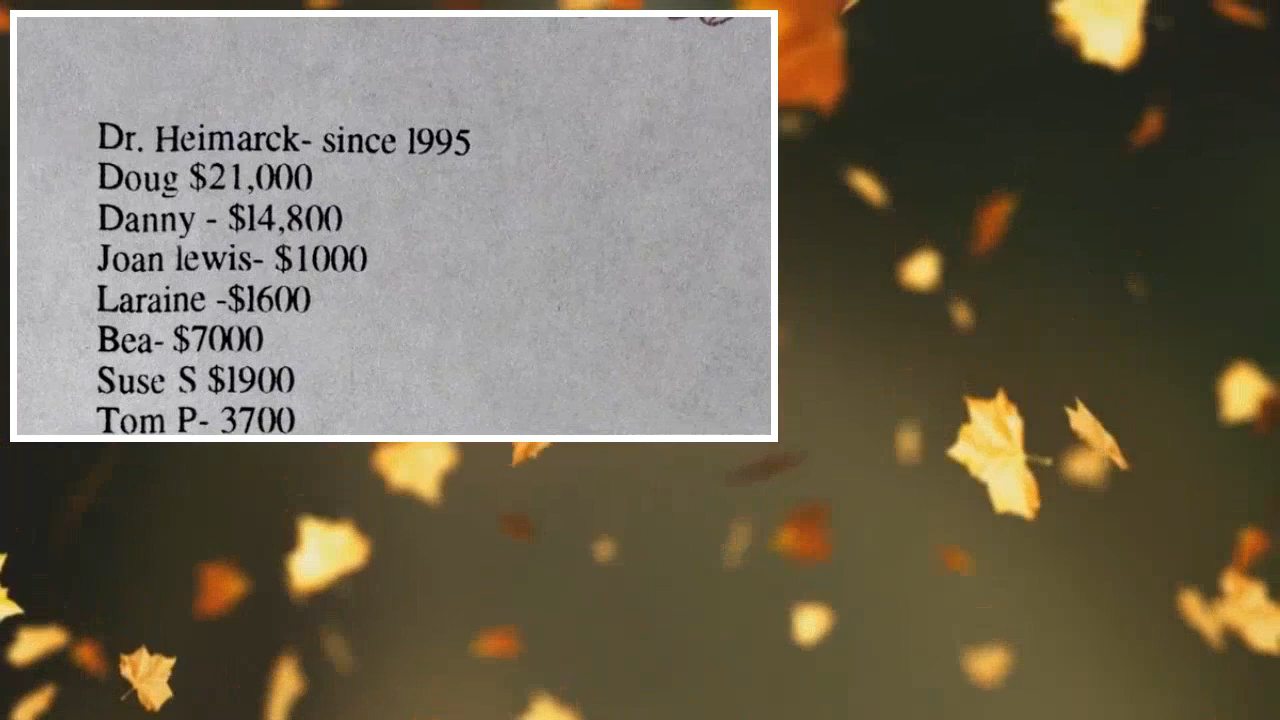 Dr. Heimarck- since 1995
Doug $21,000
Danny - $14,800
Joan lewis- $1000
Laraine -$1600
Bea- $7000
Suse S $1900
Tom P- 3700